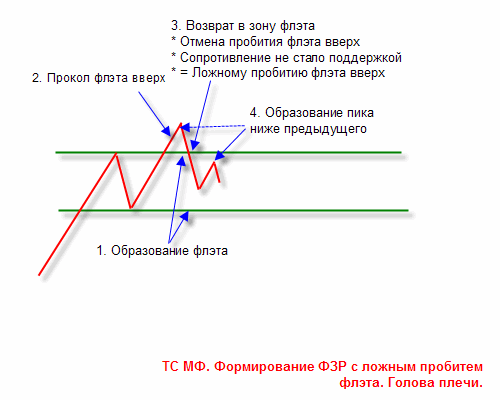 3. Возврат в зону флэта
* Отмена пробития флэта вверх
* Сопротивление не стало поддержкой
* = Ложному пробитию флэта вверх
2. Прокол флэта вверх
4. Образование пика
ниже предыдущего
1. Образование флэта
ТС МФ. Формирование ФЗР с ложным пробитем
флэта. Голова плечи.